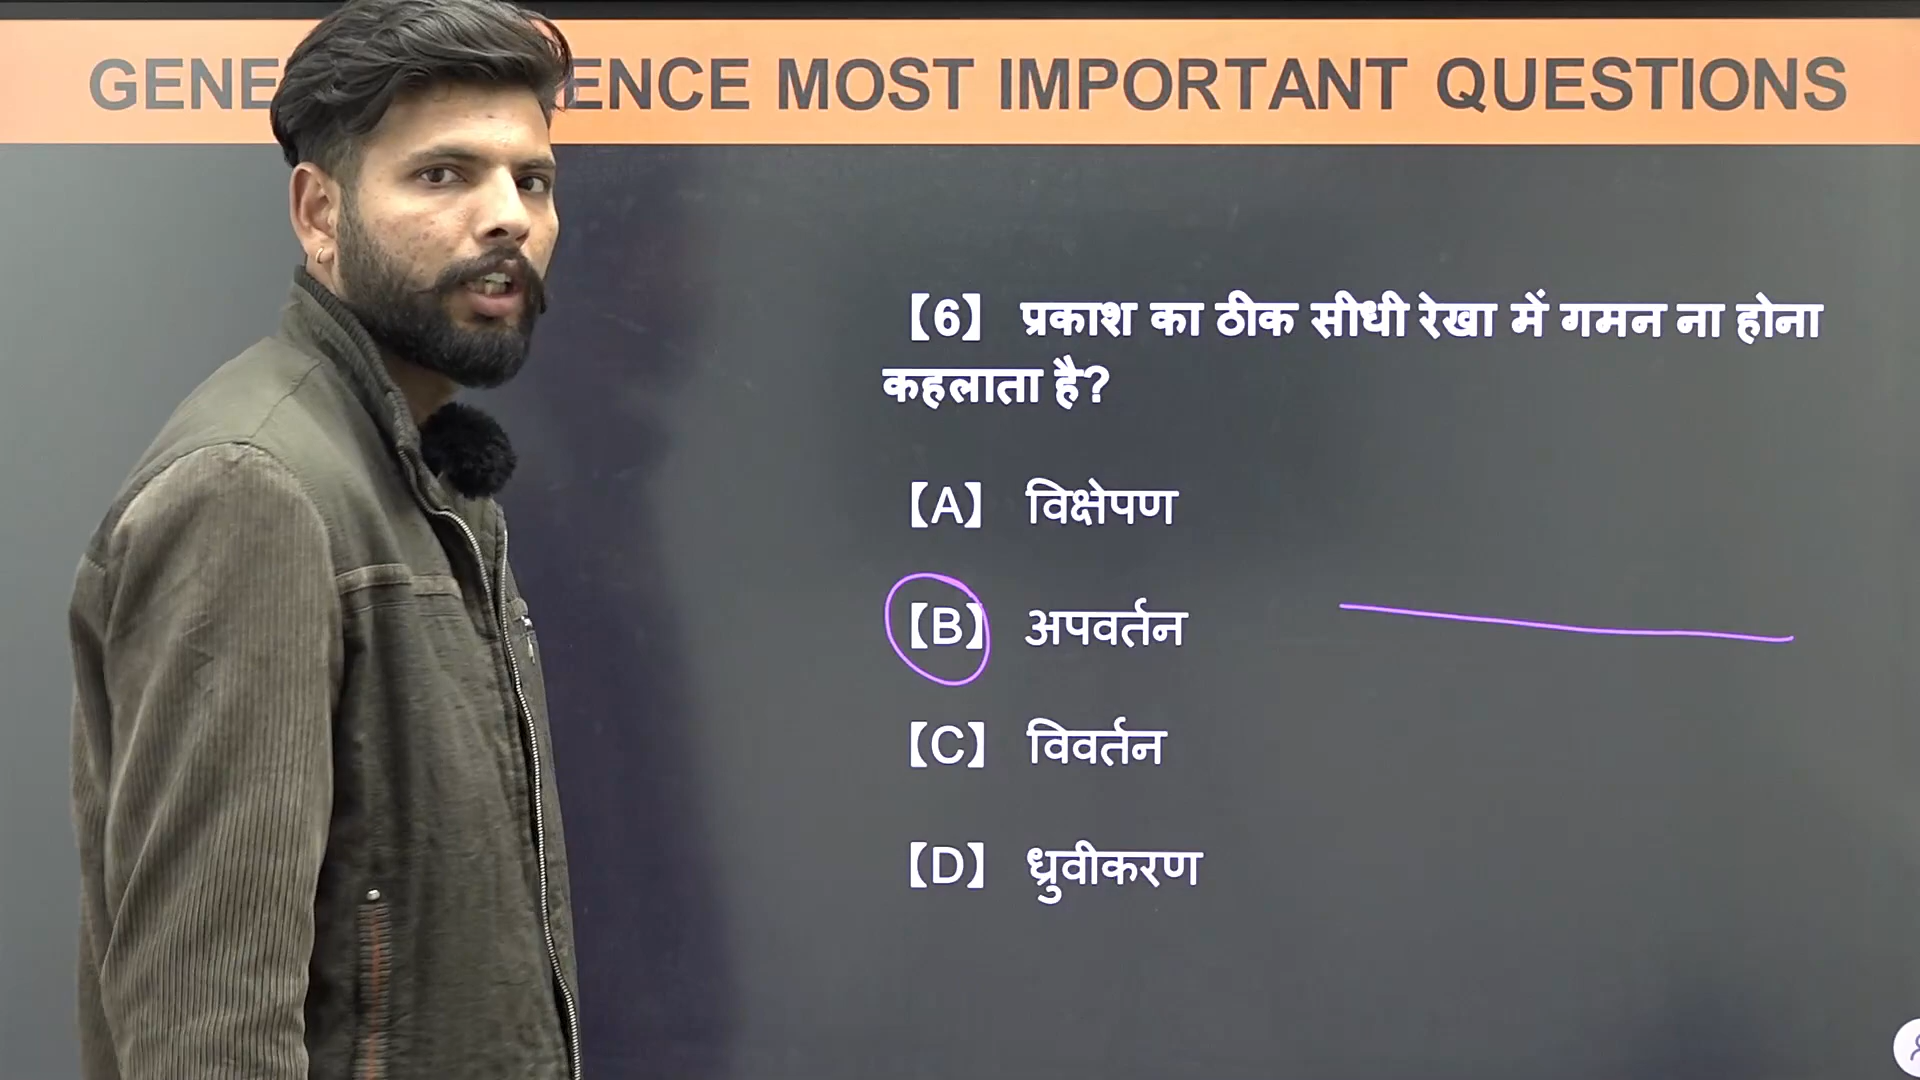 GENE ENCE MOST IMPORTANT QUESTIONS
【6】 प्रकाश का ठीक सीधी रेखा में गमन ना होना
कहलाता है?
【A】 विक्षेपण
【B】 अपवर्तन
【C】 विवर्तन
【D】 ध्रुवीकरण